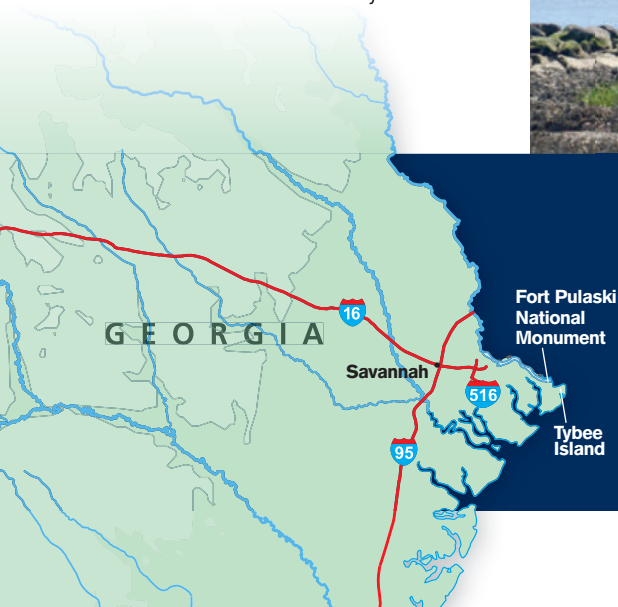 16
GEORGIA
Fort Pulaski
National
Monument
Savannah
516
Tybee
Island
95